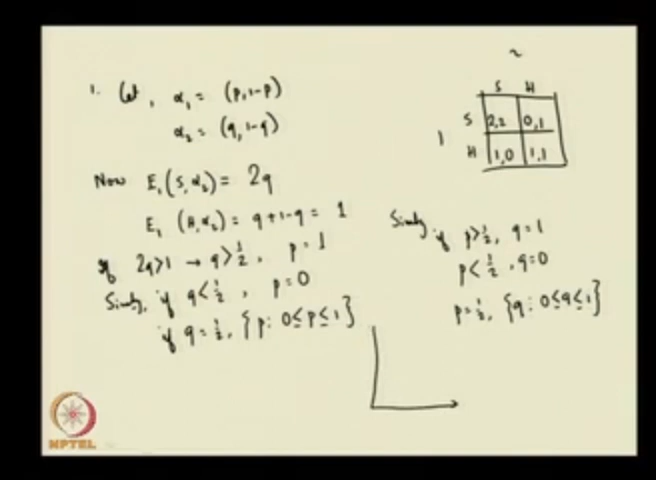 1. Let, α₁ = (p, 1-p)
α₂ = (q, 1-q)
2
S H
S 2,2 0,1
1
H 1,0 1,1
Now E₁(S, α₂) = 2q
E₁(H, α₂) = q+1-q = 1
If 2q>1 → q>½, p=1
Simly, if q<½, p=0
if q=½, {p: 0≤p≤1}
Simly if p>½, q=1
p<½, q=0
p=½, {q: 0≤q≤1}
NPTEL